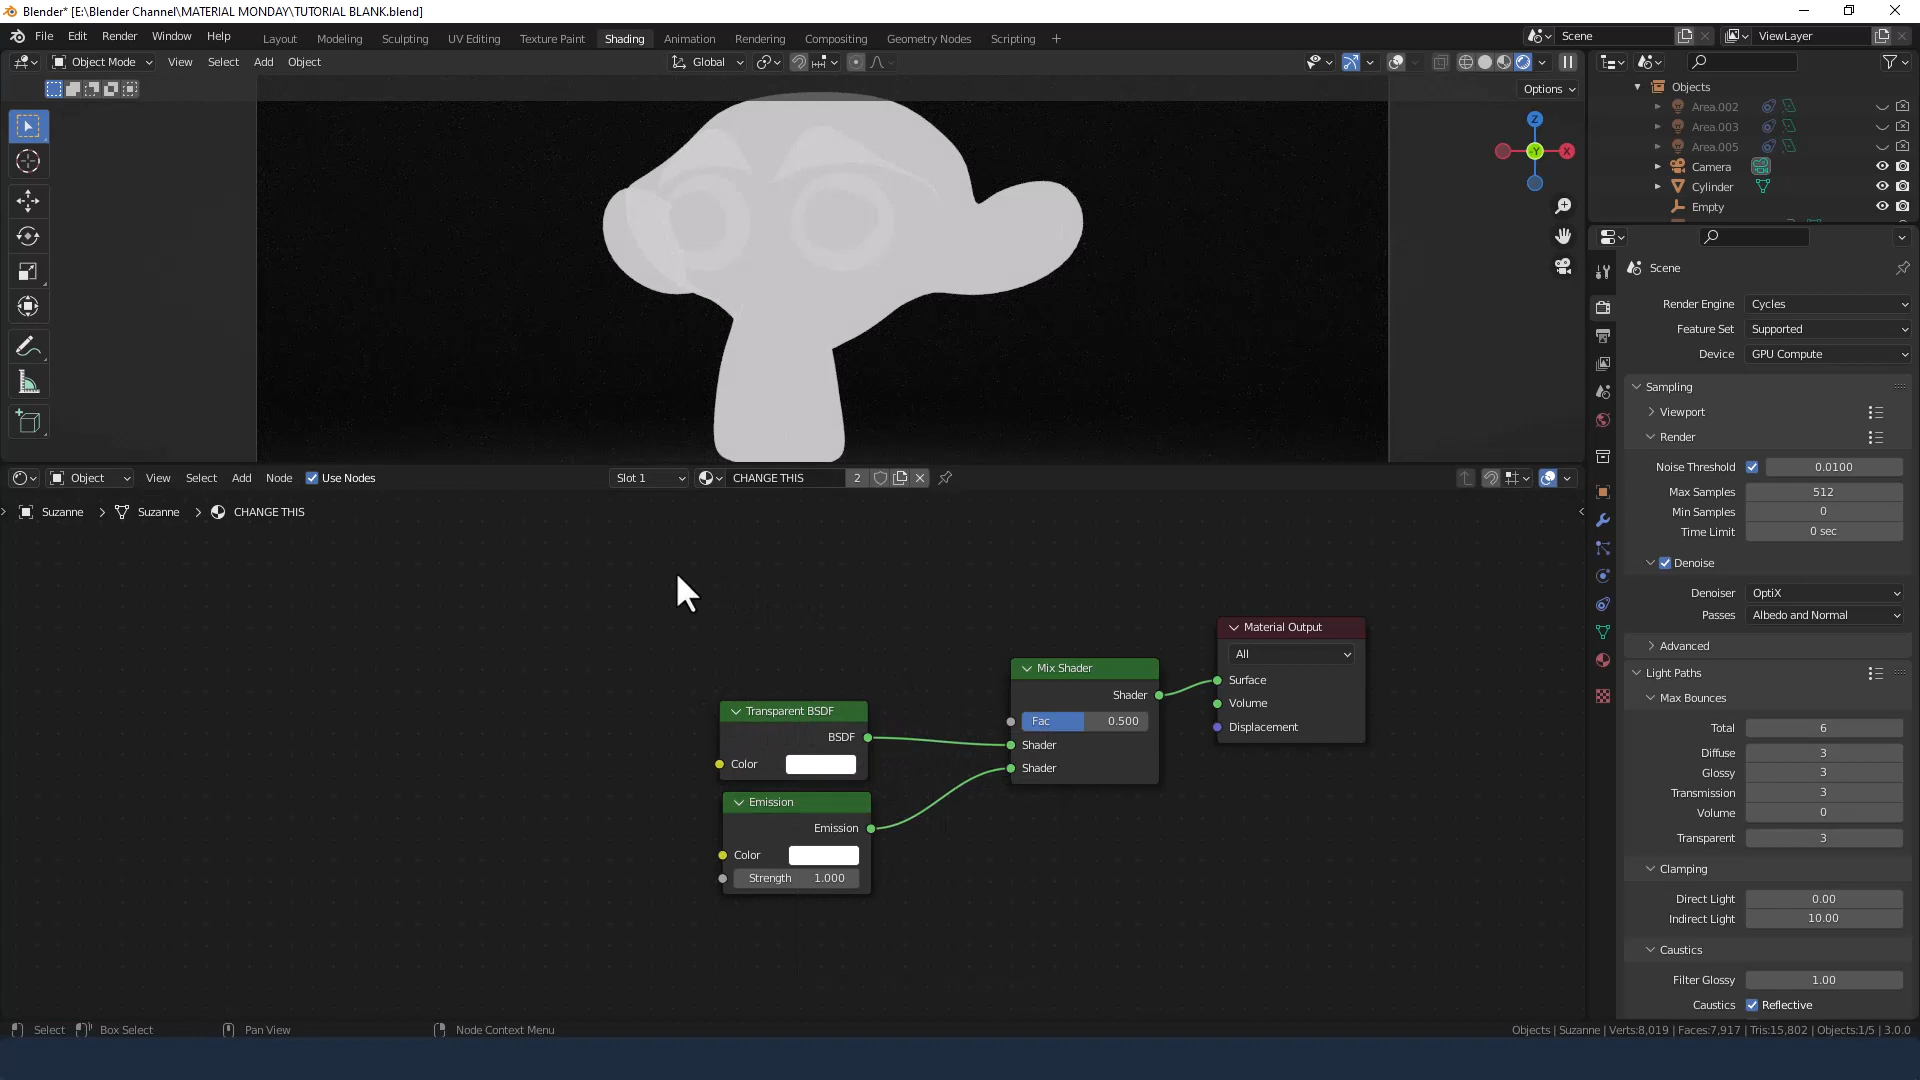 Blender* [E:\Blender Channel\MATERIAL MONDAY\TUTORIAL BLANK.blend]
File Edit Render Window Help
Layout Modeling Sculpting UV Editing Texture Paint Shading Animation Rendering Compositing Geometry Nodes Scripting
Scene
ViewLayer
Object Mode View Select Add Object
Global
Options
Z
-Y
X
Objects
Area.002
Area.003
Area.005
Camera
Cylinder
Empty
Scene
Render Engine Cycles
Feature Set Supported
Device GPU Compute
Sampling
Viewport
Render
Noise Threshold 0.0100
Max Samples 512
Min Samples 0
Time Limit 0 sec
Denoise
Denoiser OptiX
Passes Albedo and Normal
Advanced
Light Paths
Max Bounces
Total 6
Diffuse 3
Glossy 3
Transmission 3
Volume 0
Transparent 3
Clamping
Direct Light 0.00
Indirect Light 10.00
Caustics
Filter Glossy 1.00
Caustics Reflective
Object View Select Add Node Use Nodes
Slot 1
CHANGE THIS 2
Suzanne Suzanne CHANGE THIS
Transparent BSDF
BSDF
Color
Emission
Emission
Color
Strength 1.000
Mix Shader
Shader
Fac 0.500
Shader
Shader
Material Output
All
Surface
Volume
Displacement
Select Box Select Pan View Node Context Menu
Objects | Suzanne | Verts:8,019 | Faces:7,917 | Tris:15,802 | Objects:1/5 | 3.0.0